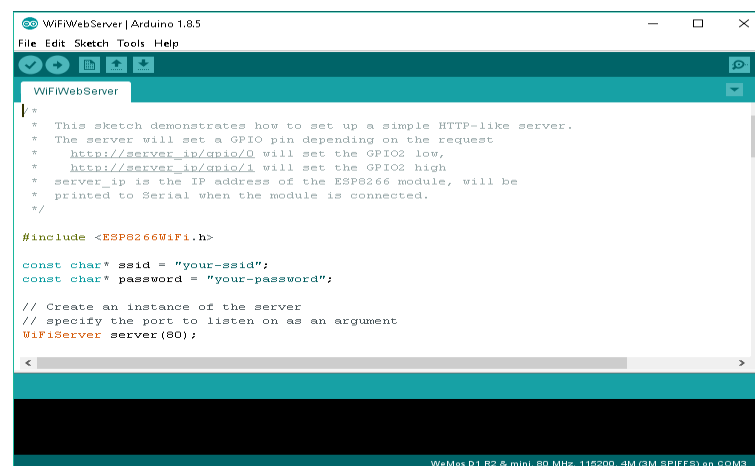 WiFiWebServer | Arduino 1.8.5
File Edit Sketch Tools Help
WiFiWebServer
/*
 *  This sketch demonstrates how to set up a simple HTTP-like server.
 *  The server will set a GPIO pin depending on the request
 *    http://server_ip/gpio/0 will set the GPIO2 low,
 *    http://server_ip/gpio/1 will set the GPIO2 high
 *  server_ip is the IP address of the ESP8266 module, will be
 *  printed to Serial when the module is connected.
 */
#include <ESP8266WiFi.h>
const char* ssid = "your-ssid";
const char* password = "your-password";
// Create an instance of the server
// specify the port to listen on as an argument
WiFiServer server(80);
WeMos D1 R2 & mini, 80 MHz, 115200, 4M (3M SPIFFS) on COM3